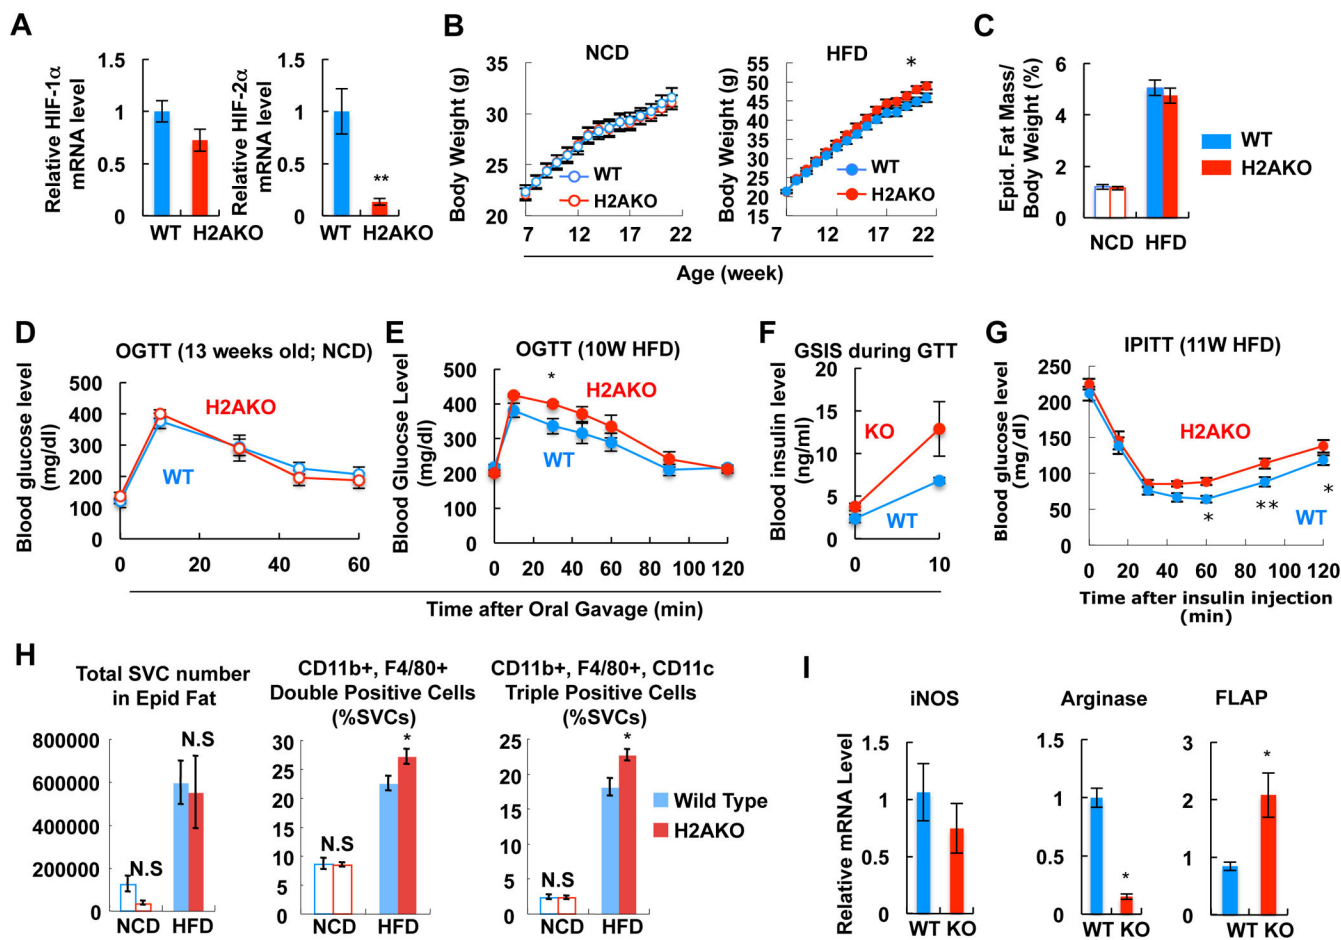 A
Relative HIF-1α
mRNA level
1.5
1
0.5
0
WT H2AKO
Relative HIF-2α
mRNA level
1.5
1
0.5
0
**
WT H2AKO
B
NCD
Body Weight (g)
35
30
25
20
WT
H2AKO
7 12 17 22
HFD
*
Body Weight (g)
55
50
45
40
35
30
25
20
15
WT
H2AKO
7 12 17 22
Age (week)
C
Epid. Fat Mass/
Body Weight (%)
6
4
2
0
NCD HFD
WT
H2AKO
D
OGTT (13 weeks old; NCD)
Blood glucose level
(mg/dl)
500
400
300
200
100
0
H2AKO
WT
0 20 40 60
E
OGTT (10W HFD)
Blood Glucose Level
(mg/dl)
500
400
300
200
100
0
*
H2AKO
WT
0 20 40 60 80 100 120
F
GSIS during GTT
Blood insulin level
(ng/ml)
20
15
10
5
0
KO
WT
0 10
Time after Oral Gavage (min)
G
IPITT (11W HFD)
Blood glucose level
(mg/dl)
250
200
150
100
50
0
H2AKO
WT
* ** *
0 20 40 60 80 100 120
Time after insulin injection
(min)
H
Total SVC number
in Epid Fat
800000
600000
400000
200000
0
N.S
N.S
NCD HFD
CD11b+, F4/80+
Double Positive Cells
(%SVCs)
30
25
20
15
10
5
0
N.S
*
NCD HFD
CD11b+, F4/80+, CD11c
Triple Positive Cells
(%SVCs)
25
20
15
10
5
0
N.S
*
NCD HFD
Wild Type
H2AKO
I
Relative mRNA Level
iNOS
1.5
1
0.5
0
WT KO
Arginase
1.5
1
0.5
0
*
WT KO
FLAP
3
2
1
0
*
WT KO